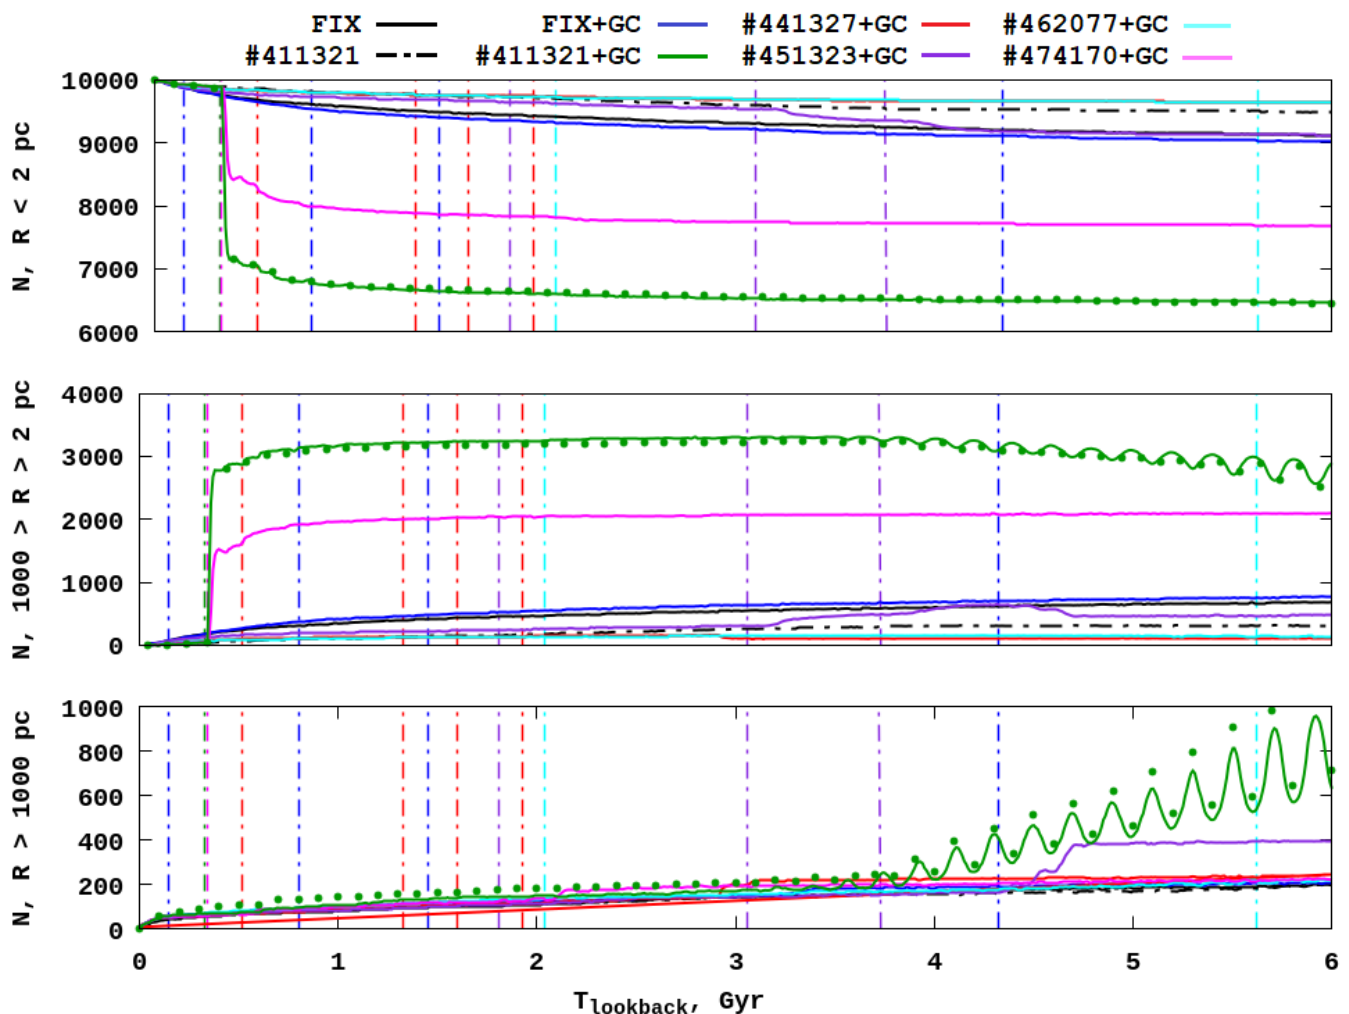 FIX FIX+GC #441327+GC #462077+GC
#411321 #411321+GC #451323+GC #474170+GC
N, R < 2 pc
10000
9000
8000
7000
6000
N, 1000 > R > 2 pc
4000
3000
2000
1000
0
N, R > 1000 pc
1000
800
600
400
200
0
0 1 2 3 4 5 6
Tlookback, Gyr